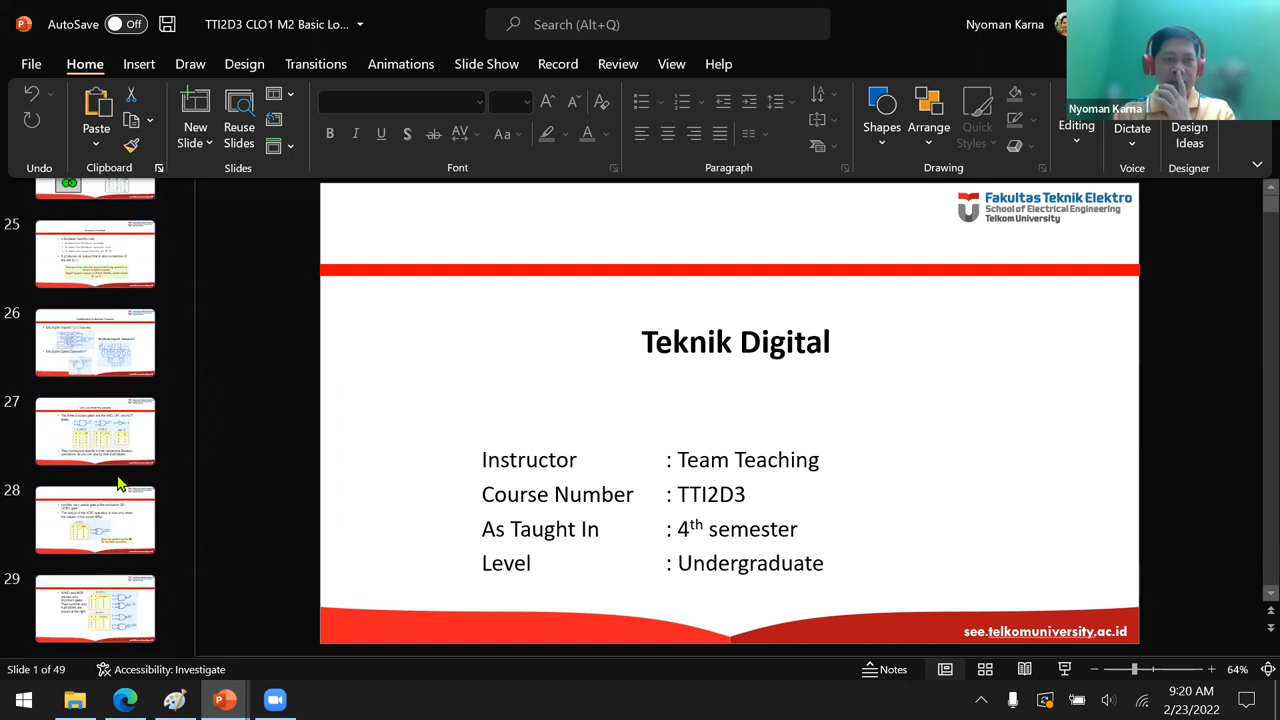 AutoSave
Off
TTI2D3 CLO1 M2 Basic Lo...
Search (Alt+Q)
Nyoman Karna
File
Home
Insert
Draw
Design
Transitions
Animations
Slide Show
Record
Review
View
Help
Nyoman Karna
Paste
New Slides
Reuse Slides
Shapes
Arrange
Quick Styles
Editing
Dictate
Design Ideas
Undo
Clipboard
Slides
Font
Paragraph
Drawing
Voice
Designer
25
26
27
28
29
Fakultas Teknik Elektro
School of Electrical Engineering
Telkom University
Teknik Digital
Instructor : Team Teaching
Course Number : TTI2D3
As Taught In : 4th semester
Level : Undergraduate
see.telkomuniversity.ac.id
Slide 1 of 49
Accessibility: Investigate
Notes
64%
9:20 AM
2/23/2022